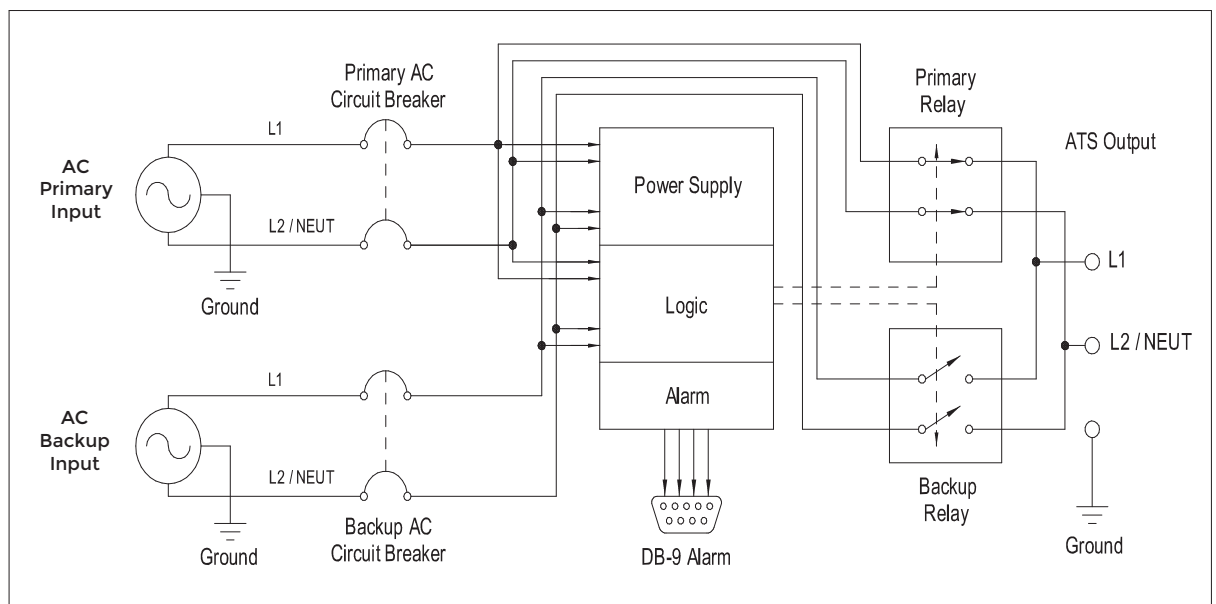 Primary AC
Circuit Breaker
L1
AC
Primary
Input
L2 / NEUT
Ground
L1
AC
Backup
Input
L2 / NEUT
Ground
Backup AC
Circuit Breaker
Power Supply
Logic
Alarm
DB-9 Alarm
Primary
Relay
ATS Output
L1
L2 / NEUT
Backup
Relay
Ground